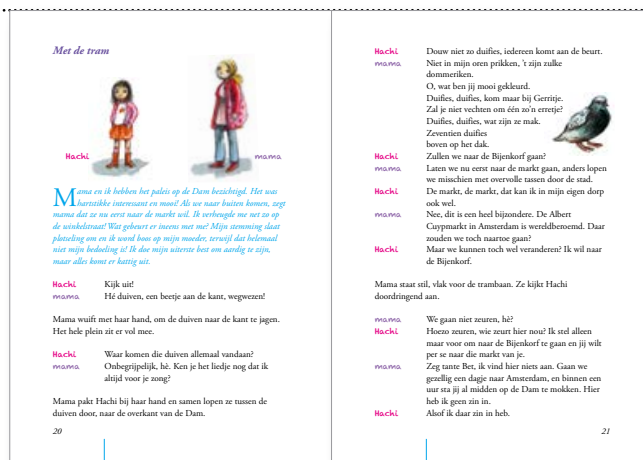 Met de tram
Hachi
mama
Mama en ik hebben het paleis op de Dam bezichtigd. Het was
hartstikke interessant en mooi! Als we naar buiten komen, zegt
mama dat ze nu eerst naar de markt wil. Ik verheugde me net zo op
de winkelstraat! Wat gebeurt er ineens met me? Mijn stemming slaat
plotseling om en ik word boos op mijn moeder, terwijl dat helemaal
niet mijn bedoeling is! Ik doe mijn uiterste best om aardig te zijn,
maar alles komt er kattig uit.
Hachi Kijk uit!
mama Hé duiven, een beetje aan de kant, wegwezen!
Mama wuift met haar hand, om de duiven naar de kant te jagen.
Het hele plein zit er vol mee.
Hachi Waar komen die duiven allemaal vandaan?
mama Onbegrijpelijk, hè. Ken je het liedje nog dat ik
altijd voor je zong?
Mama pakt Hachi bij haar hand en samen lopen ze tussen de
duiven door, naar de overkant van de Dam.
20
Hachi Douw niet zo duifies, iedereen komt aan de beurt.
mama Niet in mijn oren prikken, 't zijn zulke
dommeriken.
O, wat ben jij mooi gekleurd.
Duifies, duifies, kom maar bij Gerritje.
Zal je niet vechten om één zo'n erretje?
Duifies, duifies, wat zijn ze mak.
Zeventien duifies
boven op het dak.
Hachi Zullen we naar de Bijenkorf gaan?
mama Laten we nu eerst naar de markt gaan, anders lopen
we misschien met overvolle tassen door de stad.
Hachi De markt, de markt, dat kan ik in mijn eigen dorp
ook wel.
mama Nee, dit is een heel bijzondere. De Albert
Cuypmarkt in Amsterdam is wereldberoemd. Daar
zouden we toch naartoe gaan?
Hachi Maar we kunnen toch wel veranderen? Ik wil naar
de Bijenkorf.
Mama staat stil, vlak voor de trambaan. Ze kijkt Hachi
doordringend aan.
mama We gaan niet zeuren, hè?
Hachi Hoezo zeuren, wie zeurt hier nou? Ik stel alleen
maar voor om naar de Bijenkorf te gaan en jij wilt
per se naar die markt van je.
mama Zeg tante Bet, ik vind hier niets aan. Gaan we
gezellig een dagje naar Amsterdam, en binnen een
uur sta jij al midden op de Dam te mokken. Hier
heb ik geen zin in.
Hachi Alsof ik daar zin in heb.
21